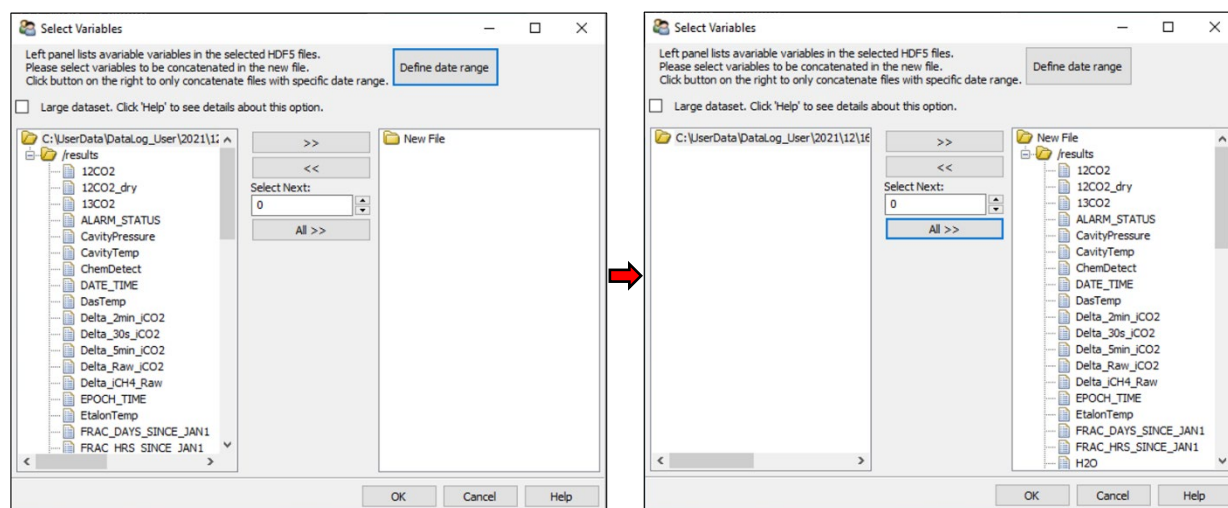 Select Variables
Left panel lists avariable variables in the selected HDF5 files.
Please select variables to be concatenated in the new file.
Click button on the right to only concatenate files with specific date range.
Define date range
Large dataset. Click 'Help' to see details about this option.
C:\UserData\DataLog_User\2021\12
/results
12CO2
12CO2_dry
13CO2
ALARM_STATUS
CavityPressure
CavityTemp
ChemDetect
DATE_TIME
DasTemp
Delta_2min_iCO2
Delta_30s_iCO2
Delta_5min_iCO2
Delta_Raw_iCO2
Delta_iCH4_Raw
EPOCH_TIME
EtalonTemp
FRAC_DAYS_SINCE_JAN1
FRAC_HRS_SINCE_JAN1
>>
<<
Select Next:
0
All >>
New File
OK
Cancel
Help
Select Variables
Left panel lists avariable variables in the selected HDF5 files.
Please select variables to be concatenated in the new file.
Click button on the right to only concatenate files with specific date range.
Define date range
Large dataset. Click 'Help' to see details about this option.
C:\UserData\DataLog_User\2021\12\16
>>
<<
Select Next:
0
All >>
New File
/results
12CO2
12CO2_dry
13CO2
ALARM_STATUS
CavityPressure
CavityTemp
ChemDetect
DATE_TIME
DasTemp
Delta_2min_iCO2
Delta_30s_iCO2
Delta_5min_iCO2
Delta_Raw_iCO2
Delta_iCH4_Raw
EPOCH_TIME
EtalonTemp
FRAC_DAYS_SINCE_JAN1
FRAC_HRS_SINCE_JAN1
H2O
OK
Cancel
Help